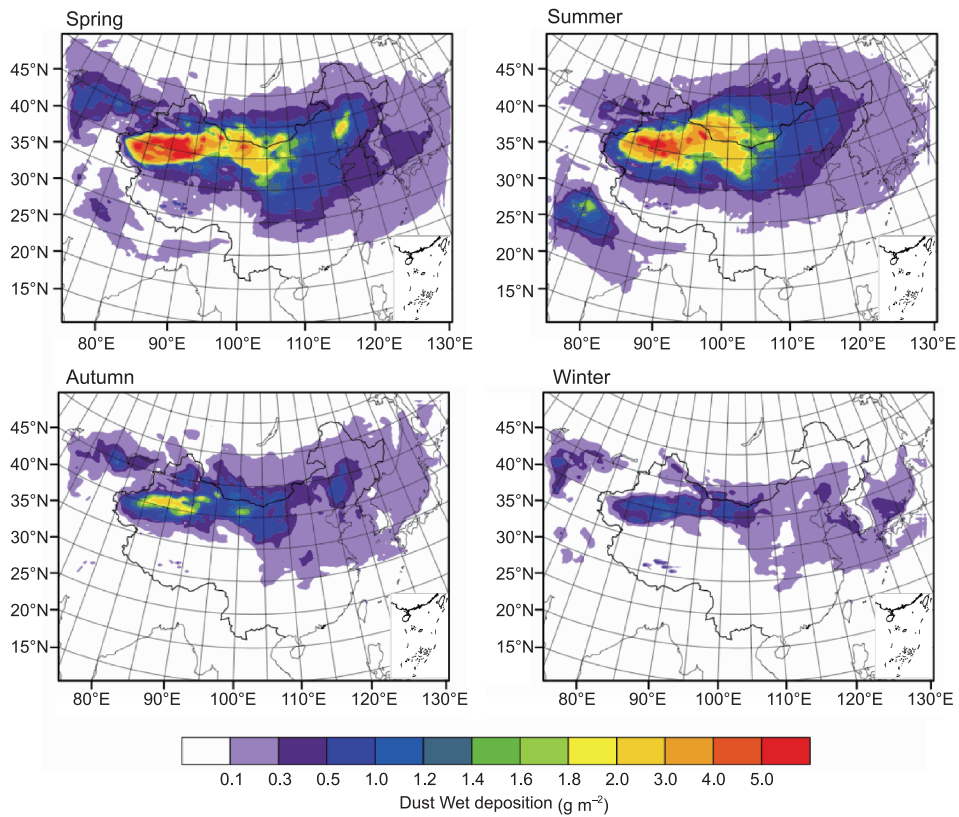 Spring
Summer
45°N
40°N
35°N
30°N
25°N
20°N
15°N
80°E 90°E 100°E 110°E 120°E 130°E
45°N
40°N
35°N
30°N
25°N
20°N
15°N
80°E 90°E 100°E 110°E 120°E 130°E
Autumn
Winter
45°N
40°N
35°N
30°N
25°N
20°N
15°N
80°E 90°E 100°E 110°E 120°E 130°E
45°N
40°N
35°N
30°N
25°N
20°N
15°N
80°E 90°E 100°E 110°E 120°E 130°E
0.1 0.3 0.5 1.0 1.2 1.4 1.6 1.8 2.0 3.0 4.0 5.0
Dust Wet deposition (g m⁻²)